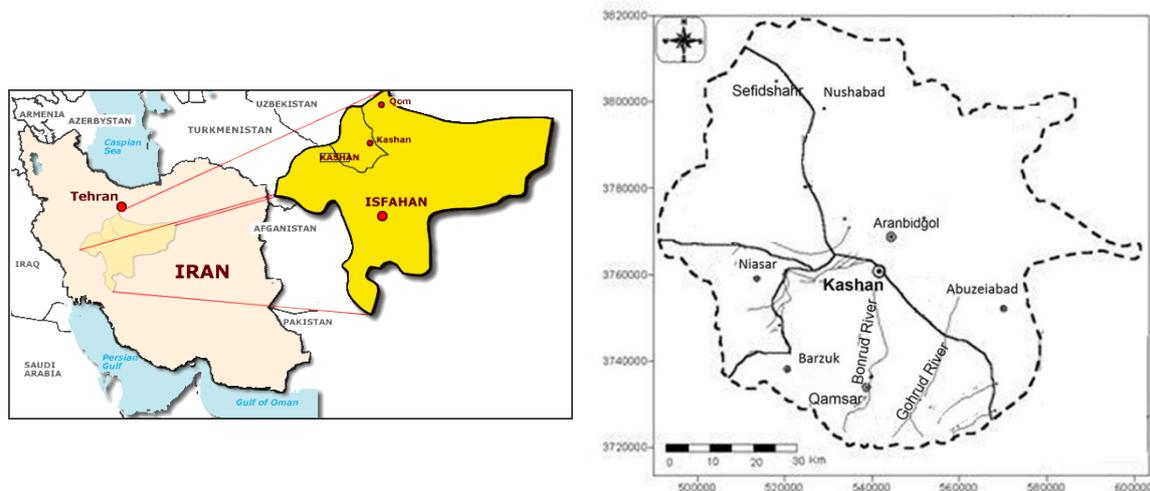 ARMENIA
AZERBYSTAN
Caspian
Sea
UZBEKISTAN
TURKMENISTAN
Qom
Kashan
KASHAN
Tehran
ISFAHAN
AFGANISTAN
IRAQ
IRAN
PAKISTAN
SAUDI
ARABIA
Persian
Gulf
Gulf of Oman
3820000
3800000
3780000
3760000
3740000
3720000
Sefidshahr
Nushabad
Aranbidgol
Niasar
Kashan
Abuzeiabad
Barzuk
Bonrud River
Qamsar
Gohrud River
0 10 20 30 Km
500000 520000 540000 560000 580000 600000